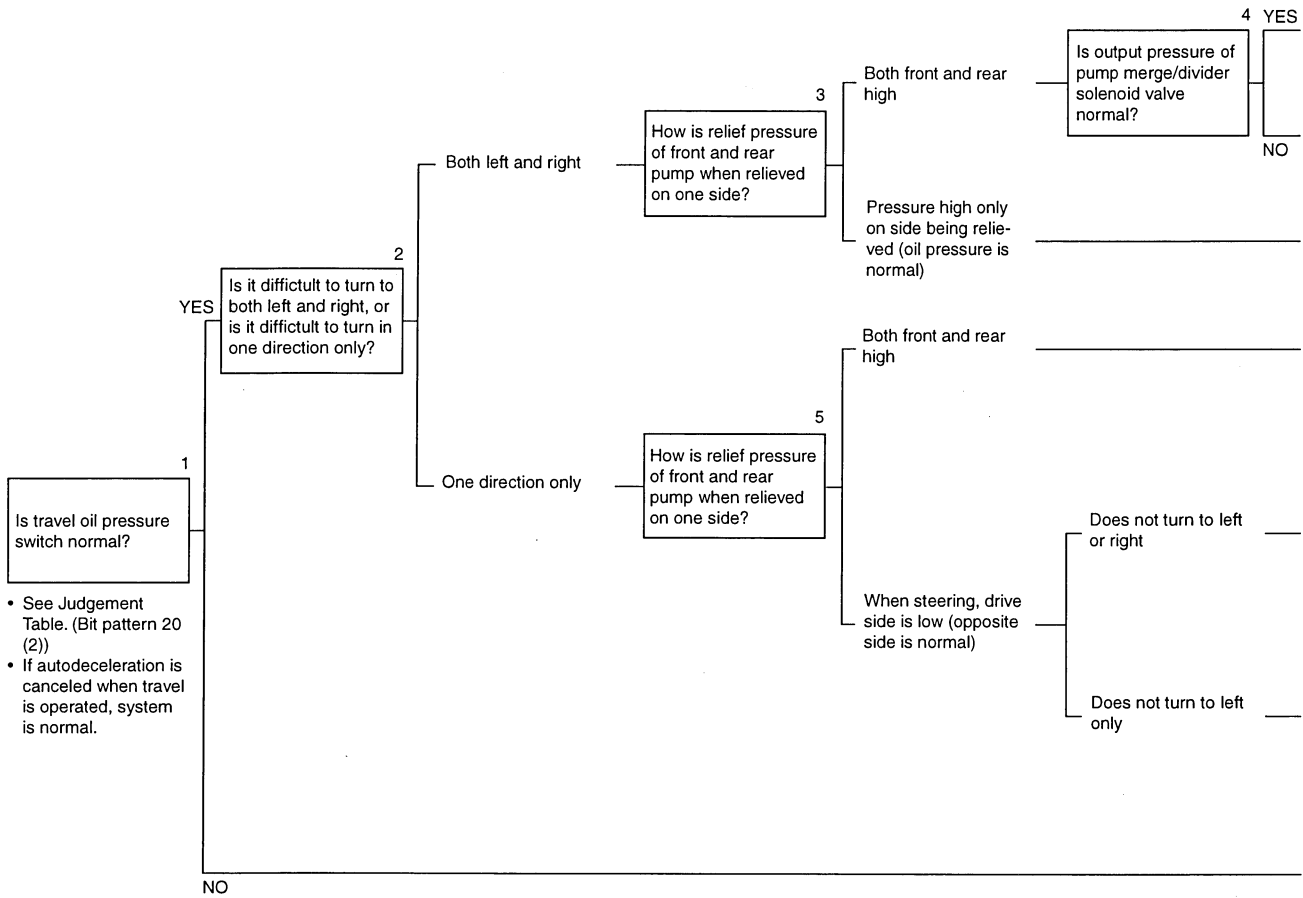 1
Is travel oil pressure
switch normal?
• See Judgement
Table. (Bit pattern 20
(2))
• If autodeceleration is
canceled when travel
is operated, system
is normal.
YES
NO
2
Is it diffictult to turn to
both left and right, or
is it diffictult to turn in
one direction only?
Both left and right
One direction only
3
How is relief pressure
of front and rear
pump when relieved
on one side?
Both front and rear
high
Pressure high only
on side being relie-
ved (oil pressure is
normal)
4
Is output pressure of
pump merge/divider
solenoid valve
normal?
YES
NO
5
How is relief pressure
of front and rear
pump when relieved
on one side?
Both front and rear
high
When steering, drive
side is low (opposite
side is normal)
Does not turn to left
or right
Does not turn to left
only